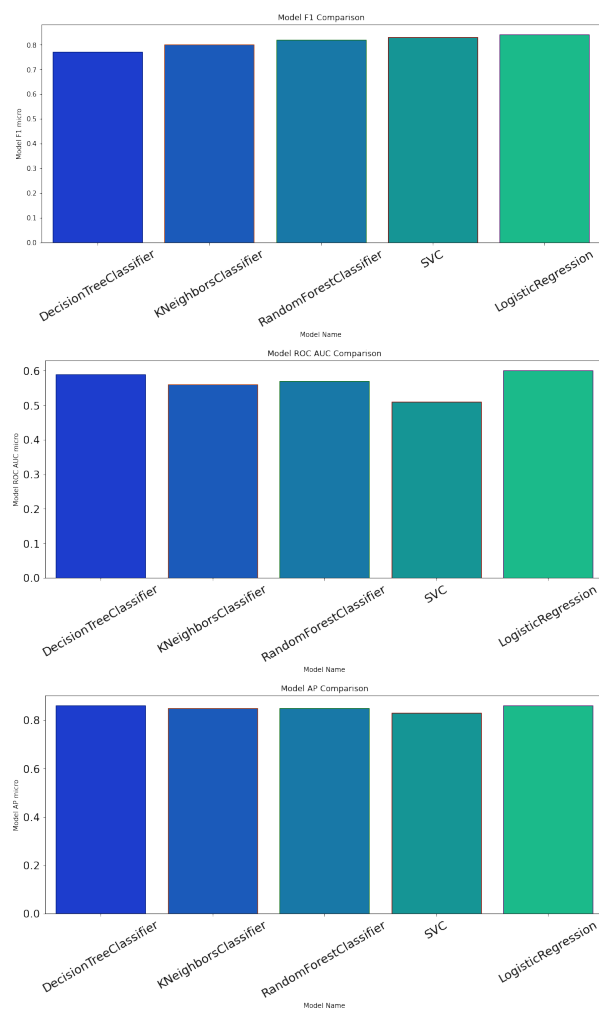 Model F1 Comparison
Model F1 micro
0.8
0.7
0.6
0.5
0.4
0.3
0.2
0.1
0.0
DecisionTreeClassifier
KNeighborsClassifier
RandomForestClassifier
SVC
LogisticRegression
Model Name
Model ROC AUC Comparison
Model ROC AUC micro
0.6
0.5
0.4
0.3
0.2
0.1
0.0
DecisionTreeClassifier
KNeighborsClassifier
RandomForestClassifier
SVC
LogisticRegression
Model Name
Model AP Comparison
Model AP micro
0.8
0.6
0.4
0.2
0.0
DecisionTreeClassifier
KNeighborsClassifier
RandomForestClassifier
SVC
LogisticRegression
Model Name